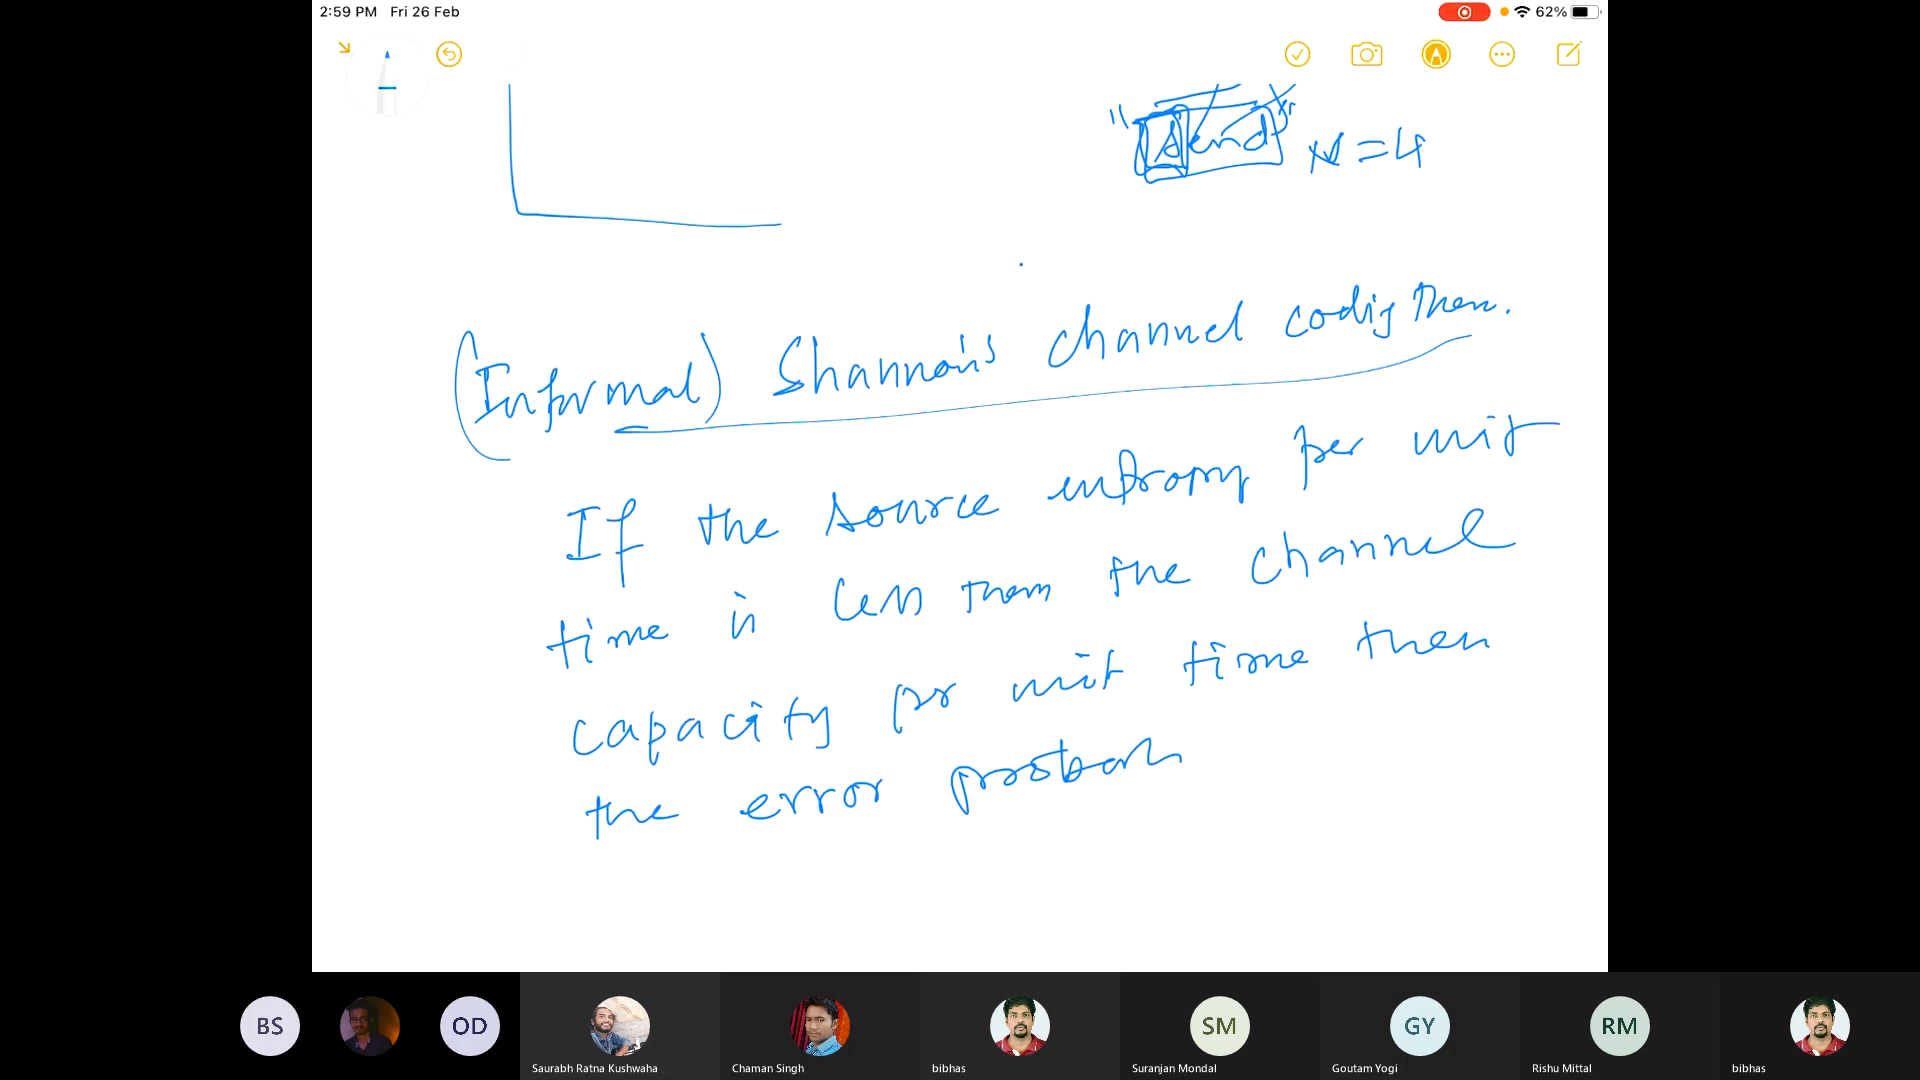 2:59 PM Fri 26 Feb
62%
"send" N=4
(Informal) Shannon's channel coding Them.
If the source entropy per unit
time is less than the channel
capacity per unit time then
the error probab
BS
OD
SM
GY
RM
Saurabh Ratna Kushwaha
Chaman Singh
bibhas
Suranjan Mondal
Goutam Yogi
Rishu Mittal
bibhas